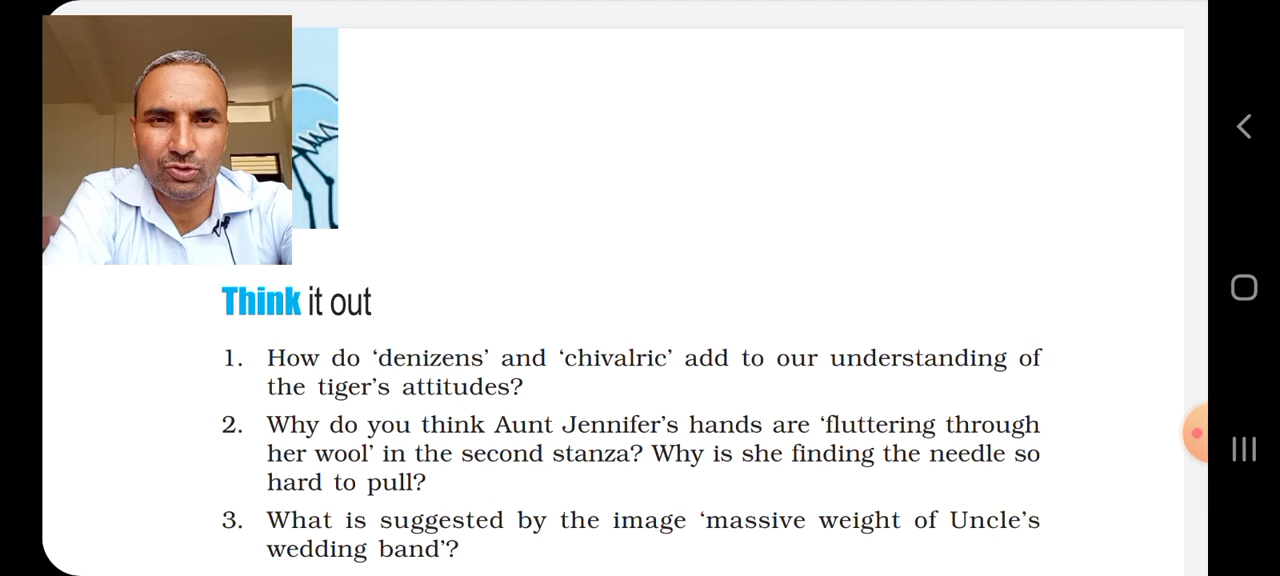 Think it out
1. How do ‘denizens’ and ‘chivalric’ add to our understanding of
the tiger’s attitudes?
2. Why do you think Aunt Jennifer’s hands are ‘fluttering through
her wool’ in the second stanza? Why is she finding the needle so
hard to pull?
3. What is suggested by the image ‘massive weight of Uncle’s
wedding band’?